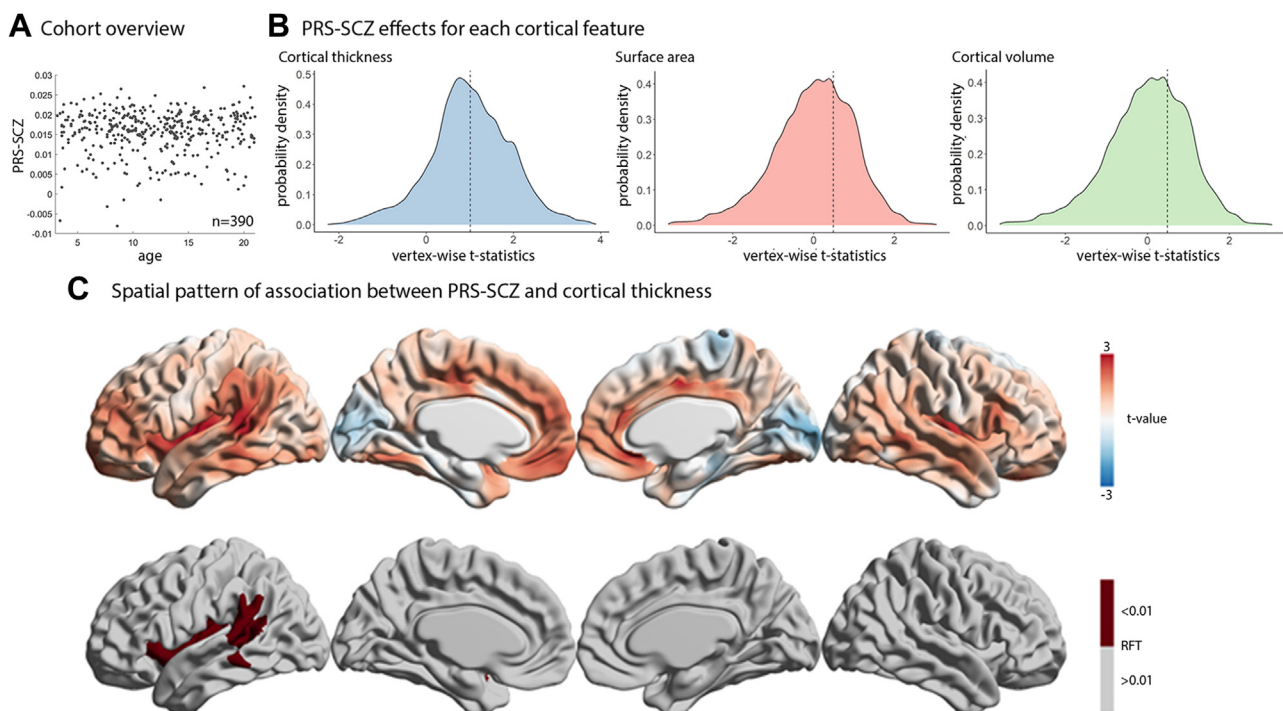 A Cohort overview
B PRS-SCZ effects for each cortical feature
Cortical thickness
Surface area
Cortical volume
0.03
0.025
0.02
0.015
0.01
0.005
0
-0.005
-0.01
PRS-SCZ
n=390
5
10
15
20
age
0.5
0.4
0.3
0.2
0.1
0.0
probability density
-2
0
2
4
vertex-wise t-statistics
0.4
0.3
0.2
0.1
0.0
probability density
-2
0
2
vertex-wise t-statistics
0.4
0.3
0.2
0.1
0.0
probability density
-2
0
2
vertex-wise t-statistics
C Spatial pattern of association between PRS-SCZ and cortical thickness
3
t-value
-3
<0.01
RFT
>0.01